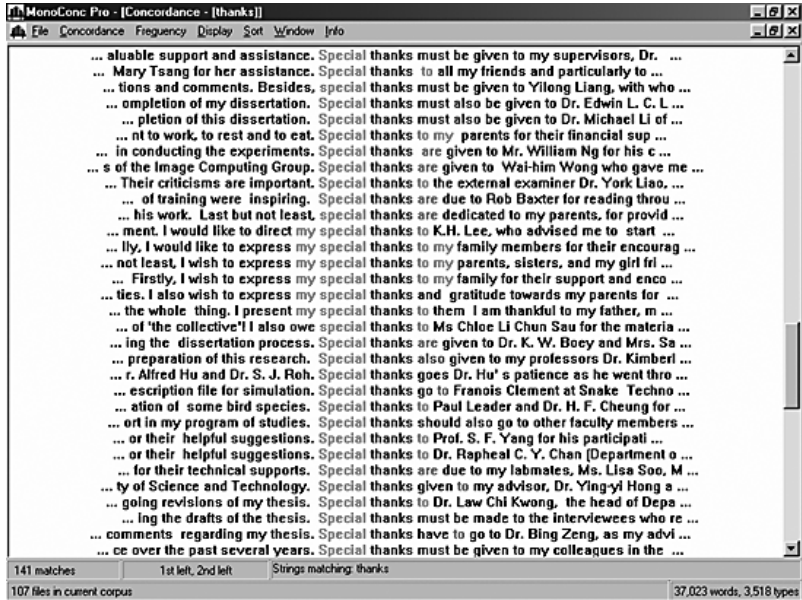 MonoConc Pro - [Concordance - [thanks]]
File Concordance Frequency Display Sort Window Info
... aluable support and assistance. Special thanks must be given to my supervisors, Dr. ...
... Mary Tsang for her assistance. Special thanks to all my friends and particularly to ...
... tions and comments. Besides, special thanks must be given to Yilong Liang, with who ...
... ompletion of my dissertation. Special thanks must also be given to Dr. Edwin L. C. L ...
... pletion of this dissertation. Special thanks must also be given to Dr. Michael Li of ...
... nt to work, to rest and to eat. Special thanks to my parents for their financial sup ...
... in conducting the experiments. Special thanks are given to Mr. William Ng for his c ...
... s of the Image Computing Group. Special thanks are given to Wai-him Wong who gave me ...
... Their criticisms are important. Special thanks to the external examiner Dr. York Liao, ...
... of training were inspiring. Special thanks are due to Rob Baxter for reading throu ...
... his work. Last but not least, special thanks are dedicated to my parents, for provid ...
... ment. I would like to direct my special thanks to K.H. Lee, who advised me to start ...
... lly, I would like to express my special thanks to my family members for their encourag ...
... not least, I wish to express my special thanks to my parents, sisters, and my girl fri ...
... Firstly, I wish to express my special thanks to my family for their support and enco ...
... ties. I also wish to express my special thanks and gratitude towards my parents for ...
... the whole thing. I present my special thanks to them I am thankful to my father, m ...
... of 'the collective'! I also owe special thanks to Ms Chloe Li Chun Sau for the materia ...
... ing the dissertation process. Special thanks are given to Dr. K. W. Boey and Mrs. Sa ...
... preparation of this research. Special thanks also given to my professors Dr. Kimberl ...
... r. Alfred Hu and Dr. S. J. Roh. Special thanks goes Dr. Hu' s patience as he went thro ...
... escription file for simulation. Special thanks go to Franois Clement at Snake Techno ...
... ation of some bird species. Special thanks to Paul Leader and Dr. H. F. Cheung for ...
... ort in my program of studies. Special thanks should also go to other faculty members ...
... or their helpful suggestions. Special thanks to Prof. S. F. Yang for his participati ...
... or their helpful suggestions. Special thanks to Dr. Rapheal C. Y. Chan (Department o ...
... for their technical supports. Special thanks are due to my labmates, Ms. Lisa Soo, M ...
... ty of Science and Technology. Special thanks given to my advisor, Dr. Ying-yi Hong a ...
... going revisions of my thesis. Special thanks to Dr. Law Chi Kwong, the head of Depa ...
... ing the drafts of the thesis. Special thanks must be made to the interviewees who re ...
... comments regarding my thesis. Special thanks have to go to Dr. Bing Zeng, as my advi ...
... ce over the past several years. Special thanks must be given to my colleagues in the ...
141 matches 1st left, 2nd left Strings matching: thanks
107 files in current corpus 37,023 words, 3,518 types